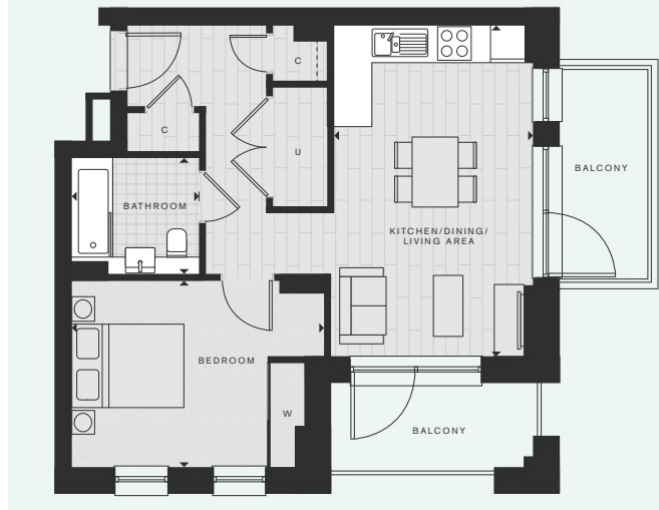 C
C
U
BATHROOM
BALCONY
KITCHEN/DINING/
LIVING AREA
BEDROOM
W
BALCONY